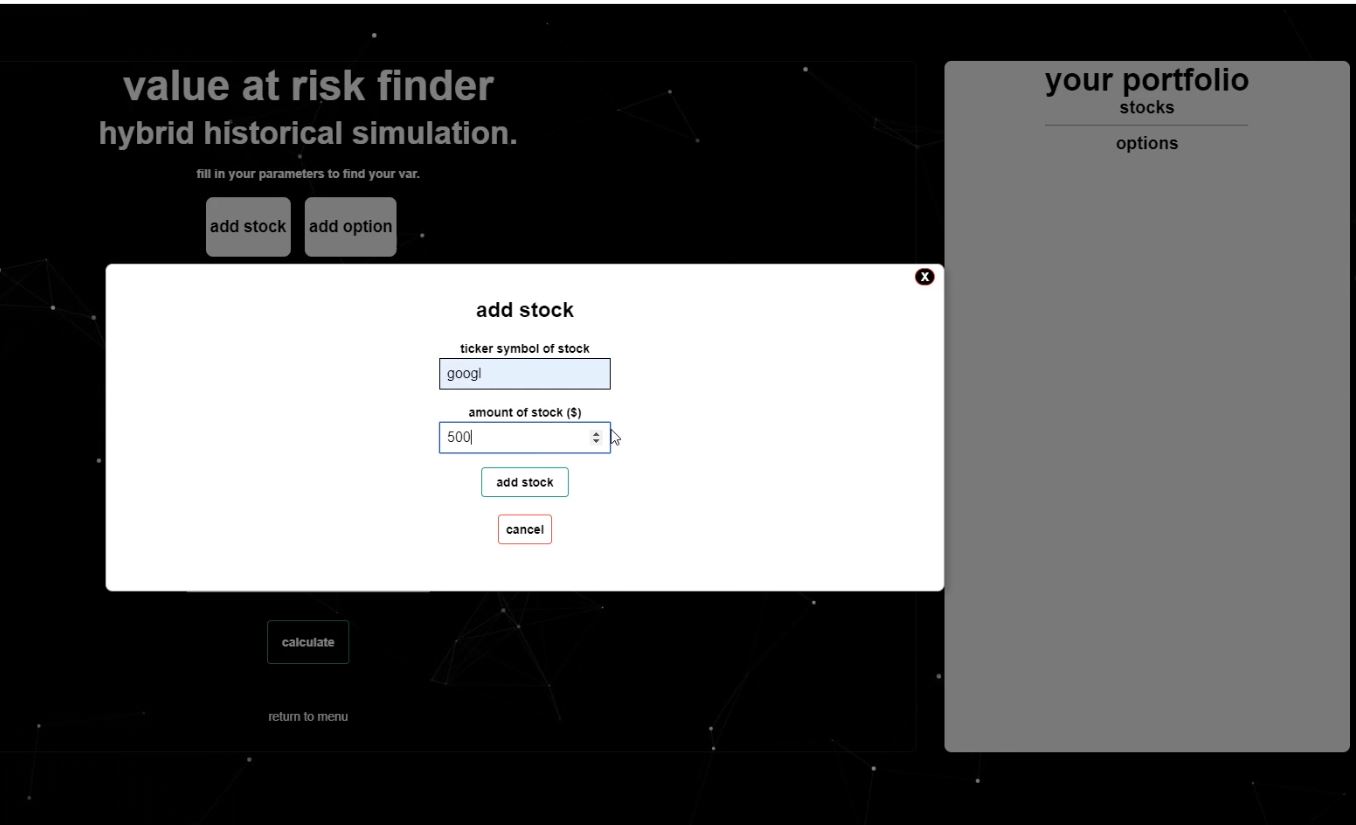 value at risk finder
hybrid historical simulation.
fill in your parameters to find your var.
add stock
add option
your portfolio
stocks
options
X
add stock
ticker symbol of stock
googl
amount of stock ($)
500
add stock
cancel
calculate
return to menu